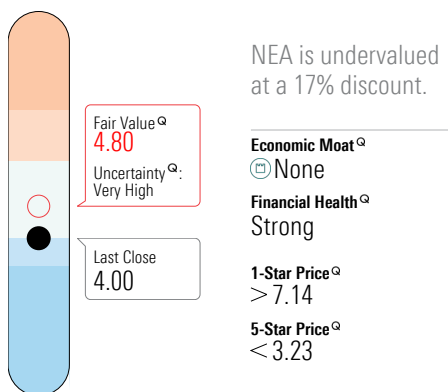 Fair Value Q
4.80
Uncertainty Q:
Very High
Last Close
4.00
NEA is undervalued
at a 17% discount.
Economic Moat Q
None
Financial Health Q
Strong
1-Star Price Q
>7.14
5-Star Price Q
<3.23